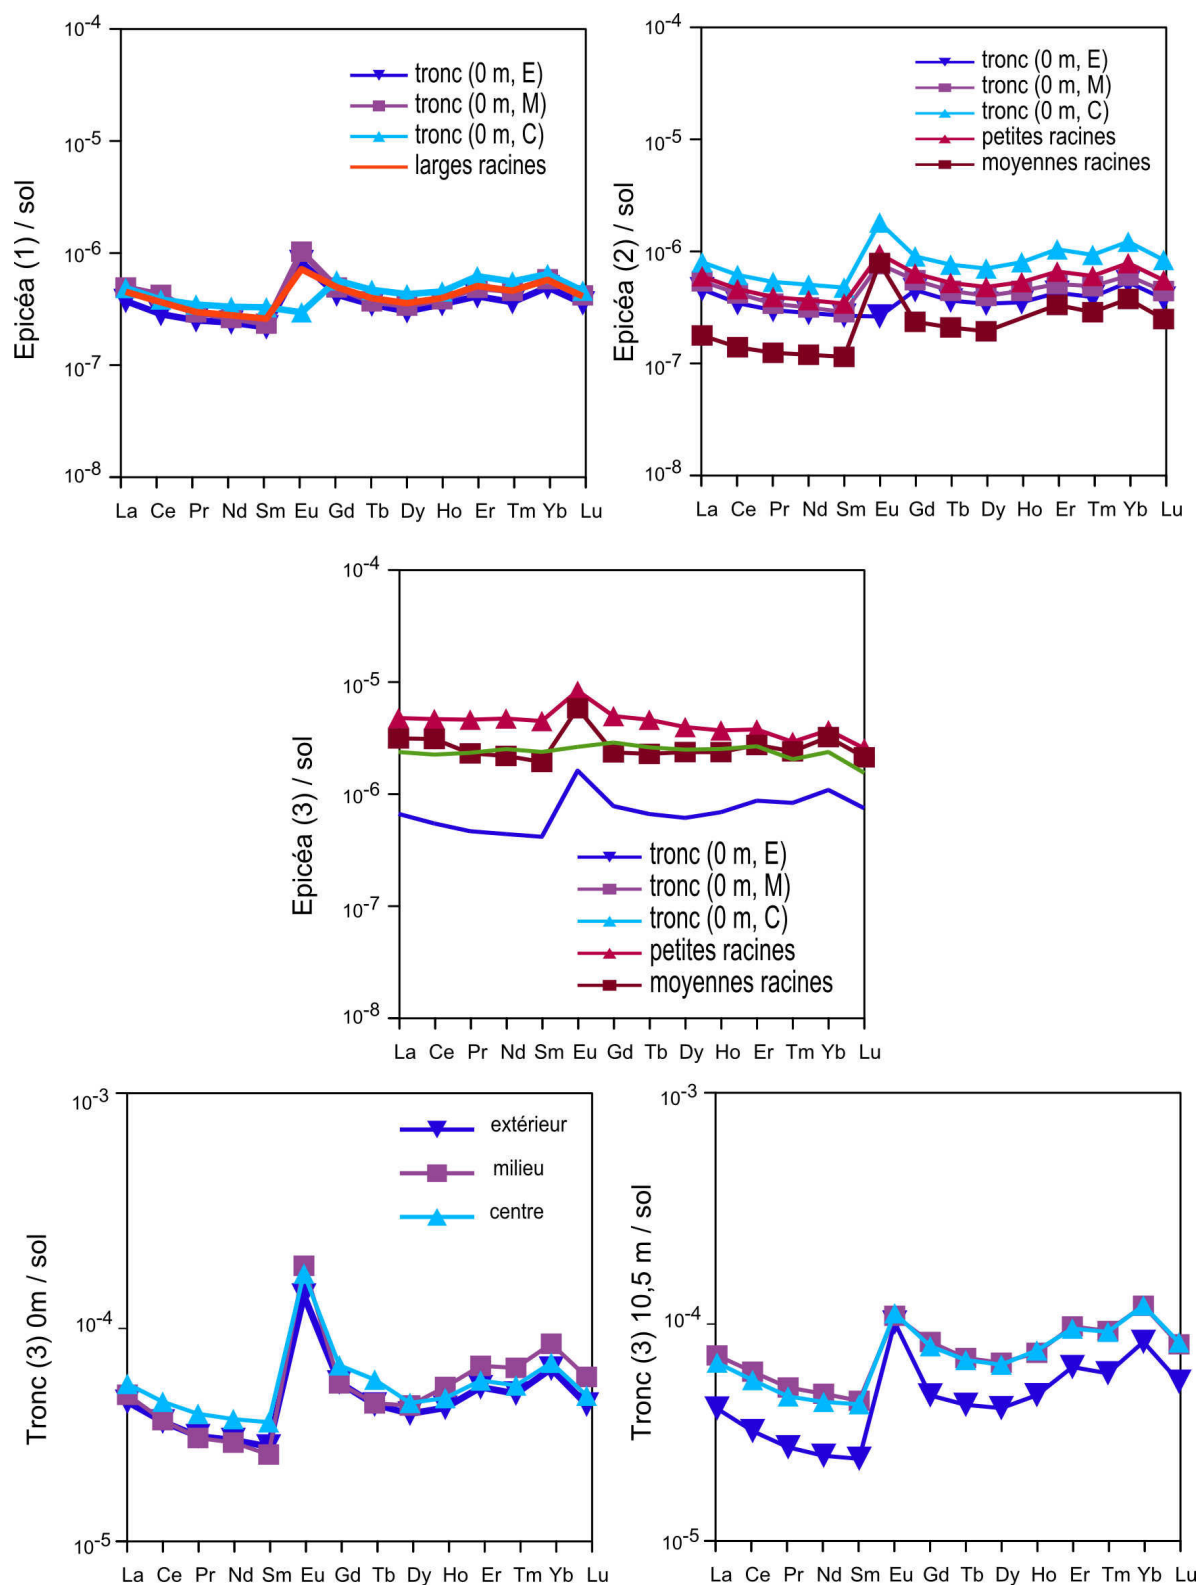 10-4
10-5
10-6
10-7
10-8
Epicéa (1) / sol
tronc (0 m, E)
tronc (0 m, M)
tronc (0 m, C)
larges racines
La Ce Pr Nd Sm Eu Gd Tb Dy Ho Er Tm Yb Lu
10-4
10-5
10-6
10-7
10-8
Epicéa (2) / sol
tronc (0 m, E)
tronc (0 m, M)
tronc (0 m, C)
petites racines
moyennes racines
La Ce Pr Nd Sm Eu Gd Tb Dy Ho Er Tm Yb Lu
10-4
10-5
10-6
10-7
10-8
Epicéa (3) / sol
tronc (0 m, E)
tronc (0 m, M)
tronc (0 m, C)
petites racines
moyennes racines
La Ce Pr Nd Sm Eu Gd Tb Dy Ho Er Tm Yb Lu
10-3
10-4
10-5
Tronc (3) 0m / sol
extérieur
milieu
centre
La Ce Pr Nd Sm Eu Gd Tb Dy Ho Er Tm Yb Lu
10-3
10-4
10-5
Tronc (3) 10,5 m / sol
La Ce Pr Nd Sm Eu Gd Tb Dy Ho Er Tm Yb Lu